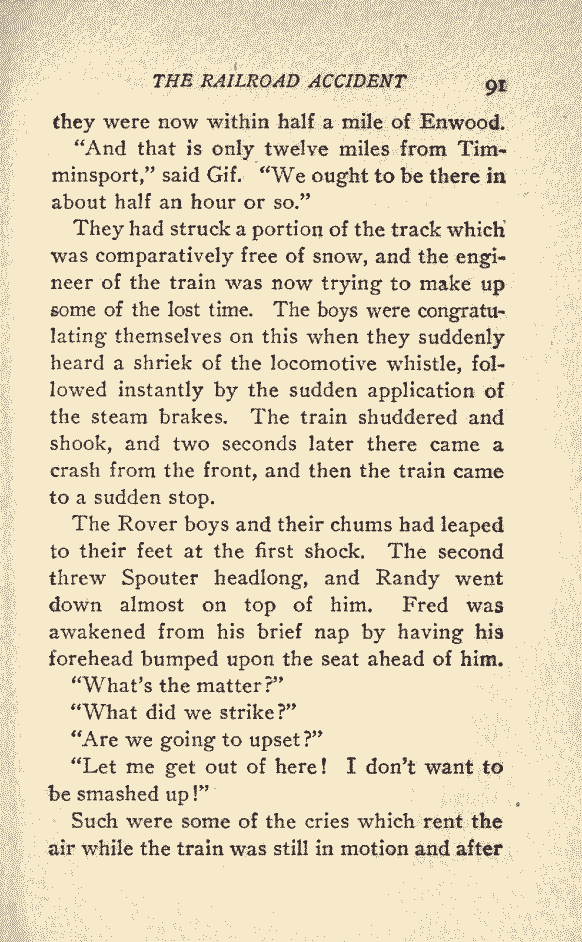 THE RAILROAD ACCIDENT 91
they were now within half a mile of Enwood.
“And that is only twelve miles from Tim-
minsport,” said Gif. “We ought to be there in
about half an hour or so.”
They had struck a portion of the track which
was comparatively free of snow, and the engi-
neer of the train was now trying to make up
some of the lost time. The boys were congratu-
lating themselves on this when they suddenly
heard a shriek of the locomotive whistle, fol-
lowed instantly by the sudden application of
the steam brakes. The train shuddered and
shook, and two seconds later there came a
crash from the front, and then the train came
to a sudden stop.
The Rover boys and their chums had leaped
to their feet at the first shock. The second
threw Spouter headlong, and Randy went
down almost on top of him. Fred was
awakened from his brief nap by having his
forehead bumped upon the seat ahead of him.
“What’s the matter?”
“What did we strike?”
“Are we going to upset?”
“Let me get out of here! I don’t want to
be smashed up!”
Such were some of the cries which rent the
air while the train was still in motion and after